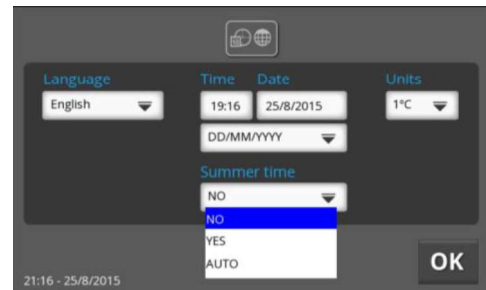 Language Time Date Units
English 19:16 25/8/2015 1°C
DD/MM/YYYY
Summer time
NO
NO
YES
AUTO
OK
21:16 - 25/8/2015